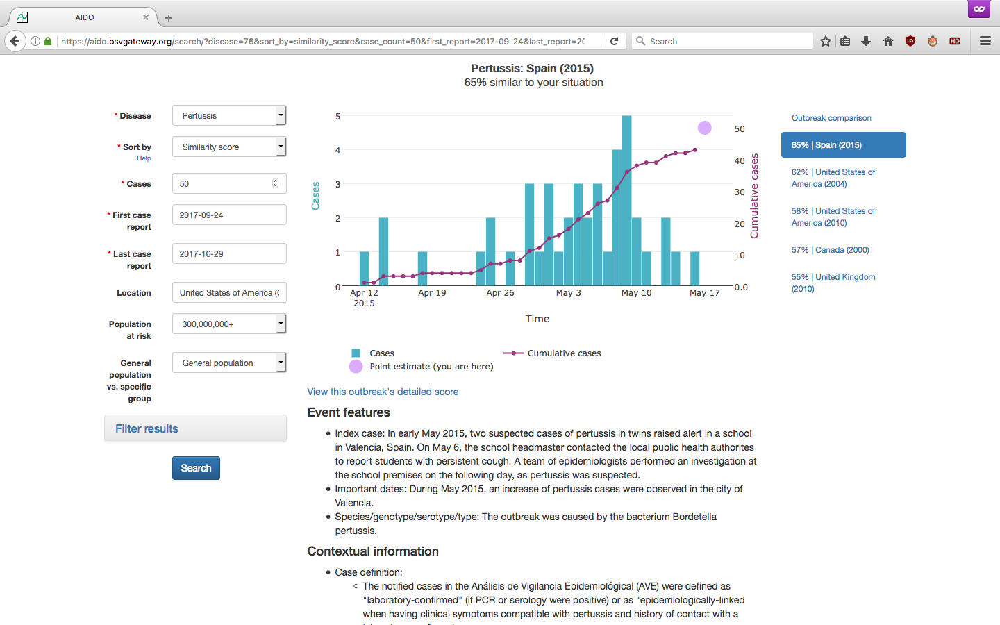 AIDO
https://aido.bsvgateway.org/search/?disease=76&sort_by=similarity_score&case_count=50&first_report=2017-09-24&last_report=20
Search
UD
HD
Pertussis: Spain (2015)
65% similar to your situation
* Disease
Pertussis
* Sort by
Help
Similarity score
* Cases
50
* First case
report
2017-09-24
* Last case
report
2017-10-29
Location
United States of America (
Population
at risk
300,000,000+
General
population
vs. specific
group
General population
Filter results
Search
5
4
3
2
1
0
Cases
50
40
30
20
10
0.0
Cumulative cases
Apr 12
2015
Apr 19
Apr 26
May 3
May 10
May 17
Time
Cases
Cumulative cases
Point estimate (you are here)
Outbreak comparison
65% | Spain (2015)
62% | United States of
America (2004)
58% | United States of
America (2010)
57% | Canada (2000)
55% | United Kingdom
(2010)
View this outbreak's detailed score
Event features
• Index case: In early May 2015, two suspected cases of pertussis in twins raised alert in a school
in Valencia, Spain. On May 6, the school headmaster contacted the local public health authorites
to report students with persistent cough. A team of epidemiologists performed an investigation at
the school premises on the following day, as pertussis was suspected.
• Important dates: During May 2015, an increase of pertussis cases were observed in the city of
Valencia.
• Species/genotype/serotype/type: The outbreak was caused by the bacterium Bordetella
pertussis.
Contextual information
• Case definition:
○ The notified cases in the Análisis de Vigilancia Epidemiológical (AVE) were defined as
"laboratory-confirmed" (if PCR or serology were positive) or as "epidemiologically-linked
when having clinical symptoms compatible with pertussis and history of contact with a